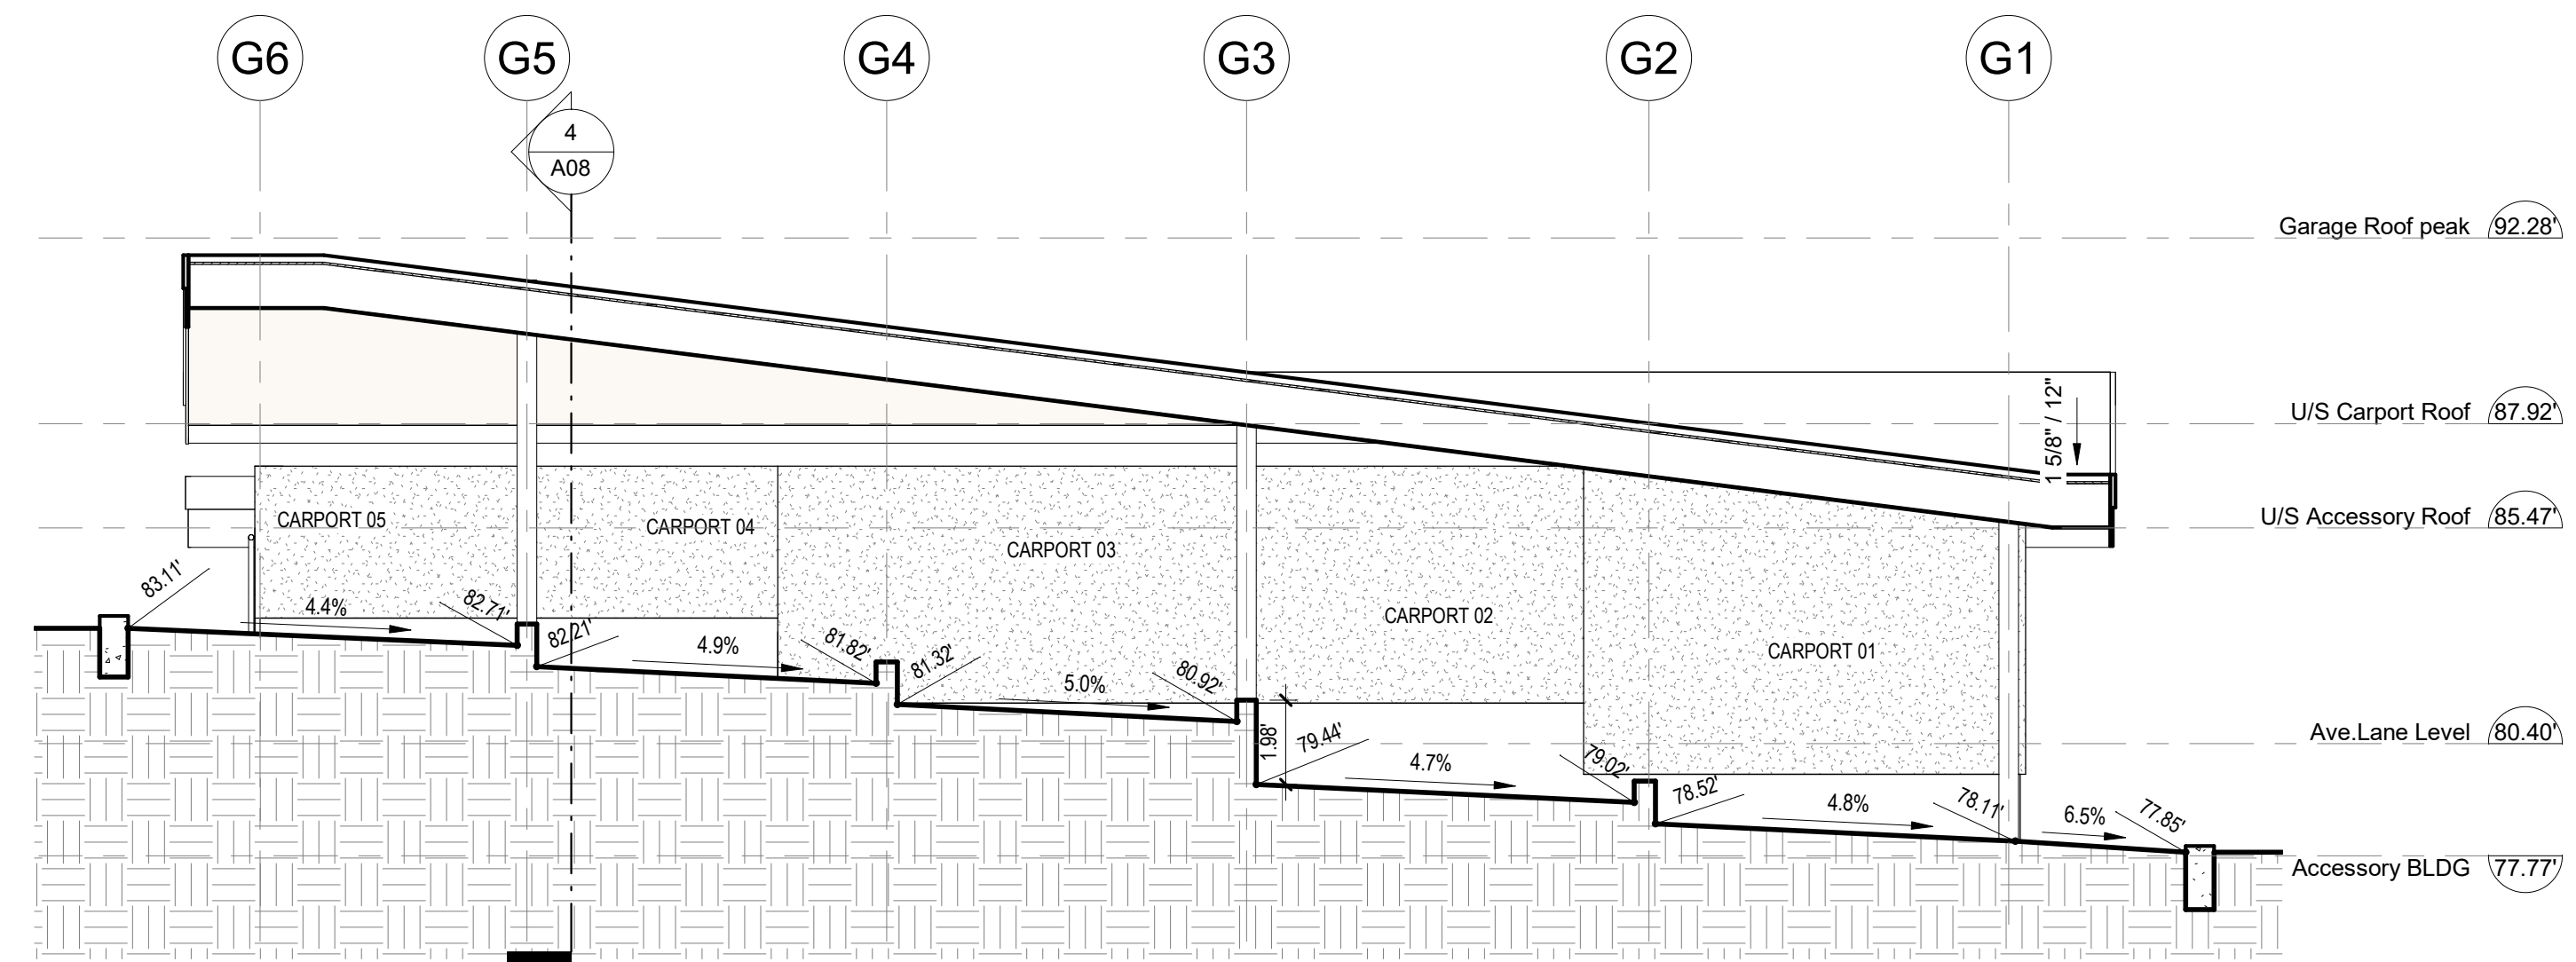 G6
G5
G4
G3
G2
G1
4
A08
Garage Roof peak 92.28'
U/S Carport Roof 87.92'
1 5/8" / 12"
U/S Accessory Roof 85.47'
CARPORT 05
CARPORT 04
CARPORT 03
CARPORT 02
CARPORT 01
83.11'
4.4%
82.71'
82.21'
4.9%
81.82'
81.32'
5.0%
80.92'
1.98'
79.44'
4.7%
79.02'
78.52'
4.8%
78.11'
6.5%
77.85'
Ave.Lane Level 80.40'
Accessory BLDG 77.77'